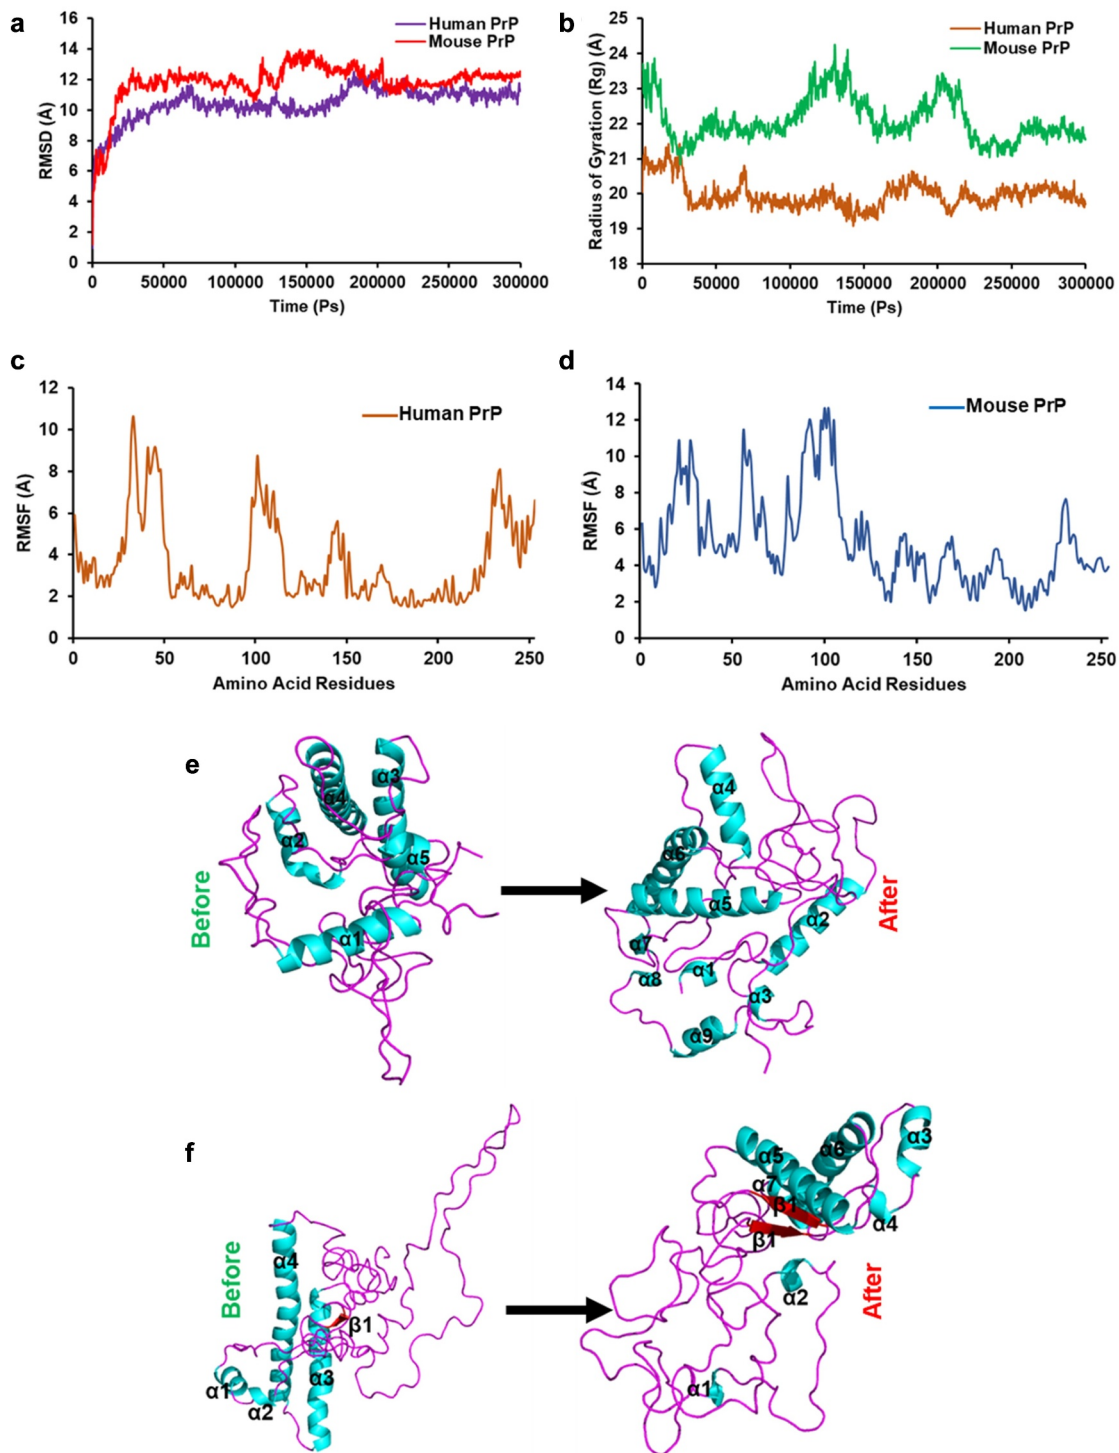 a
16
14
12
10
8
6
4
2
0
RMSD (Å)
Human PrP
Mouse PrP
0 50000 100000 150000 200000 250000 300000
Time (Ps)
b
25
24
23
22
21
20
19
18
Radius of Gyration (Rg) (Å)
Human PrP
Mouse PrP
0 50000 100000 150000 200000 250000 300000
Time (Ps)
c
12
10
8
6
4
2
0
RMSF (Å)
Human PrP
0 50 100 150 200 250
Amino Acid Residues
d
14
12
10
8
6
4
2
0
RMSF (Å)
Mouse PrP
0 50 100 150 200 250
Amino Acid Residues
e
Before
α4
α3
α2
α5
α1
After
α4
α6
α5
α2
α7
α8
α1
α3
α9
f
Before
α4
β1
α3
α1
α2
After
α5
α6
α3
α7
β1
α4
β1
α2
α1